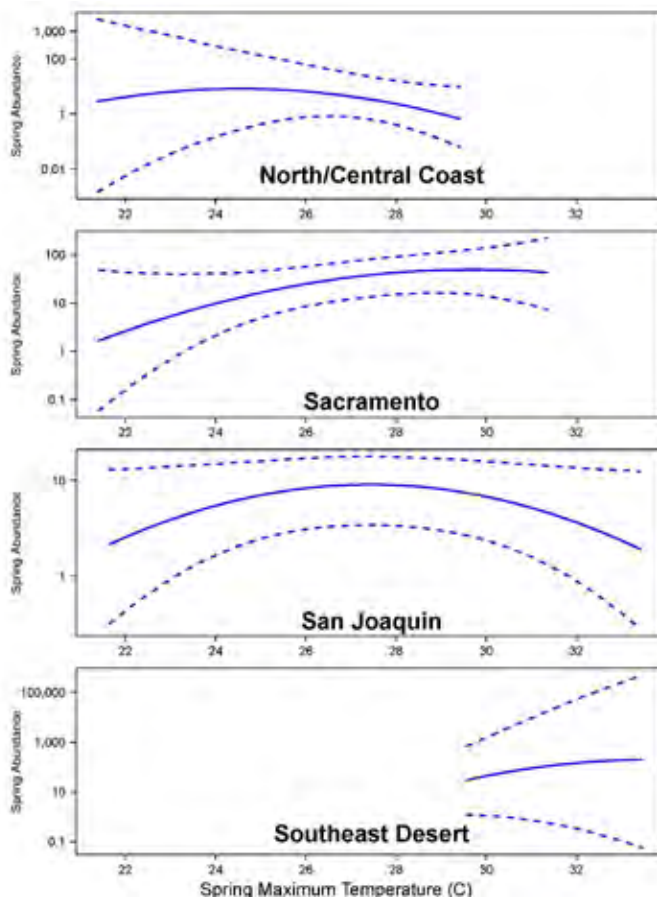 Spring Abundance
1,000
100
1
0.01
North/Central Coast
22 24 26 28 30 32
Spring Abundance
100
10
1
0.1
Sacramento
22 24 26 28 30 32
Spring Abundance
10
1
San Joaquin
22 24 26 28 30 32
Spring Abundance
100,000
1,000
10
0.1
Southeast Desert
22 24 26 28 30 32
Spring Maximum Temperature (C)